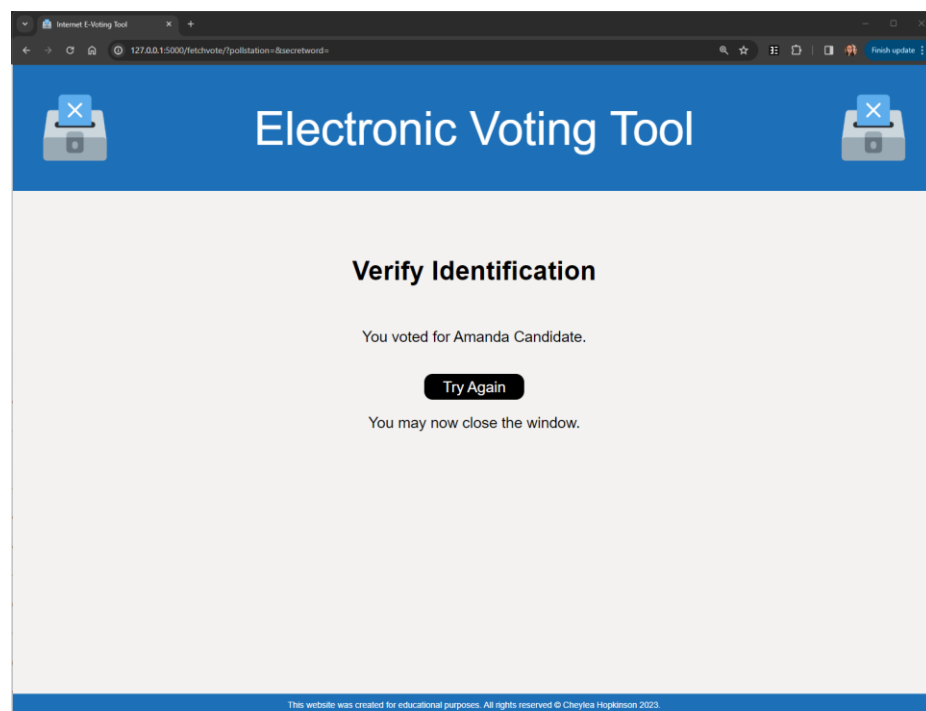 Internet E-Voting Tool
127.0.0.1:5000/fetchvote/?pollstation=&secretword=
Finish update
Electronic Voting Tool
Verify Identification
You voted for Amanda Candidate.
Try Again
You may now close the window.
This website was created for educational purposes. All rights reserved © Cheylea Hopkinson 2023.